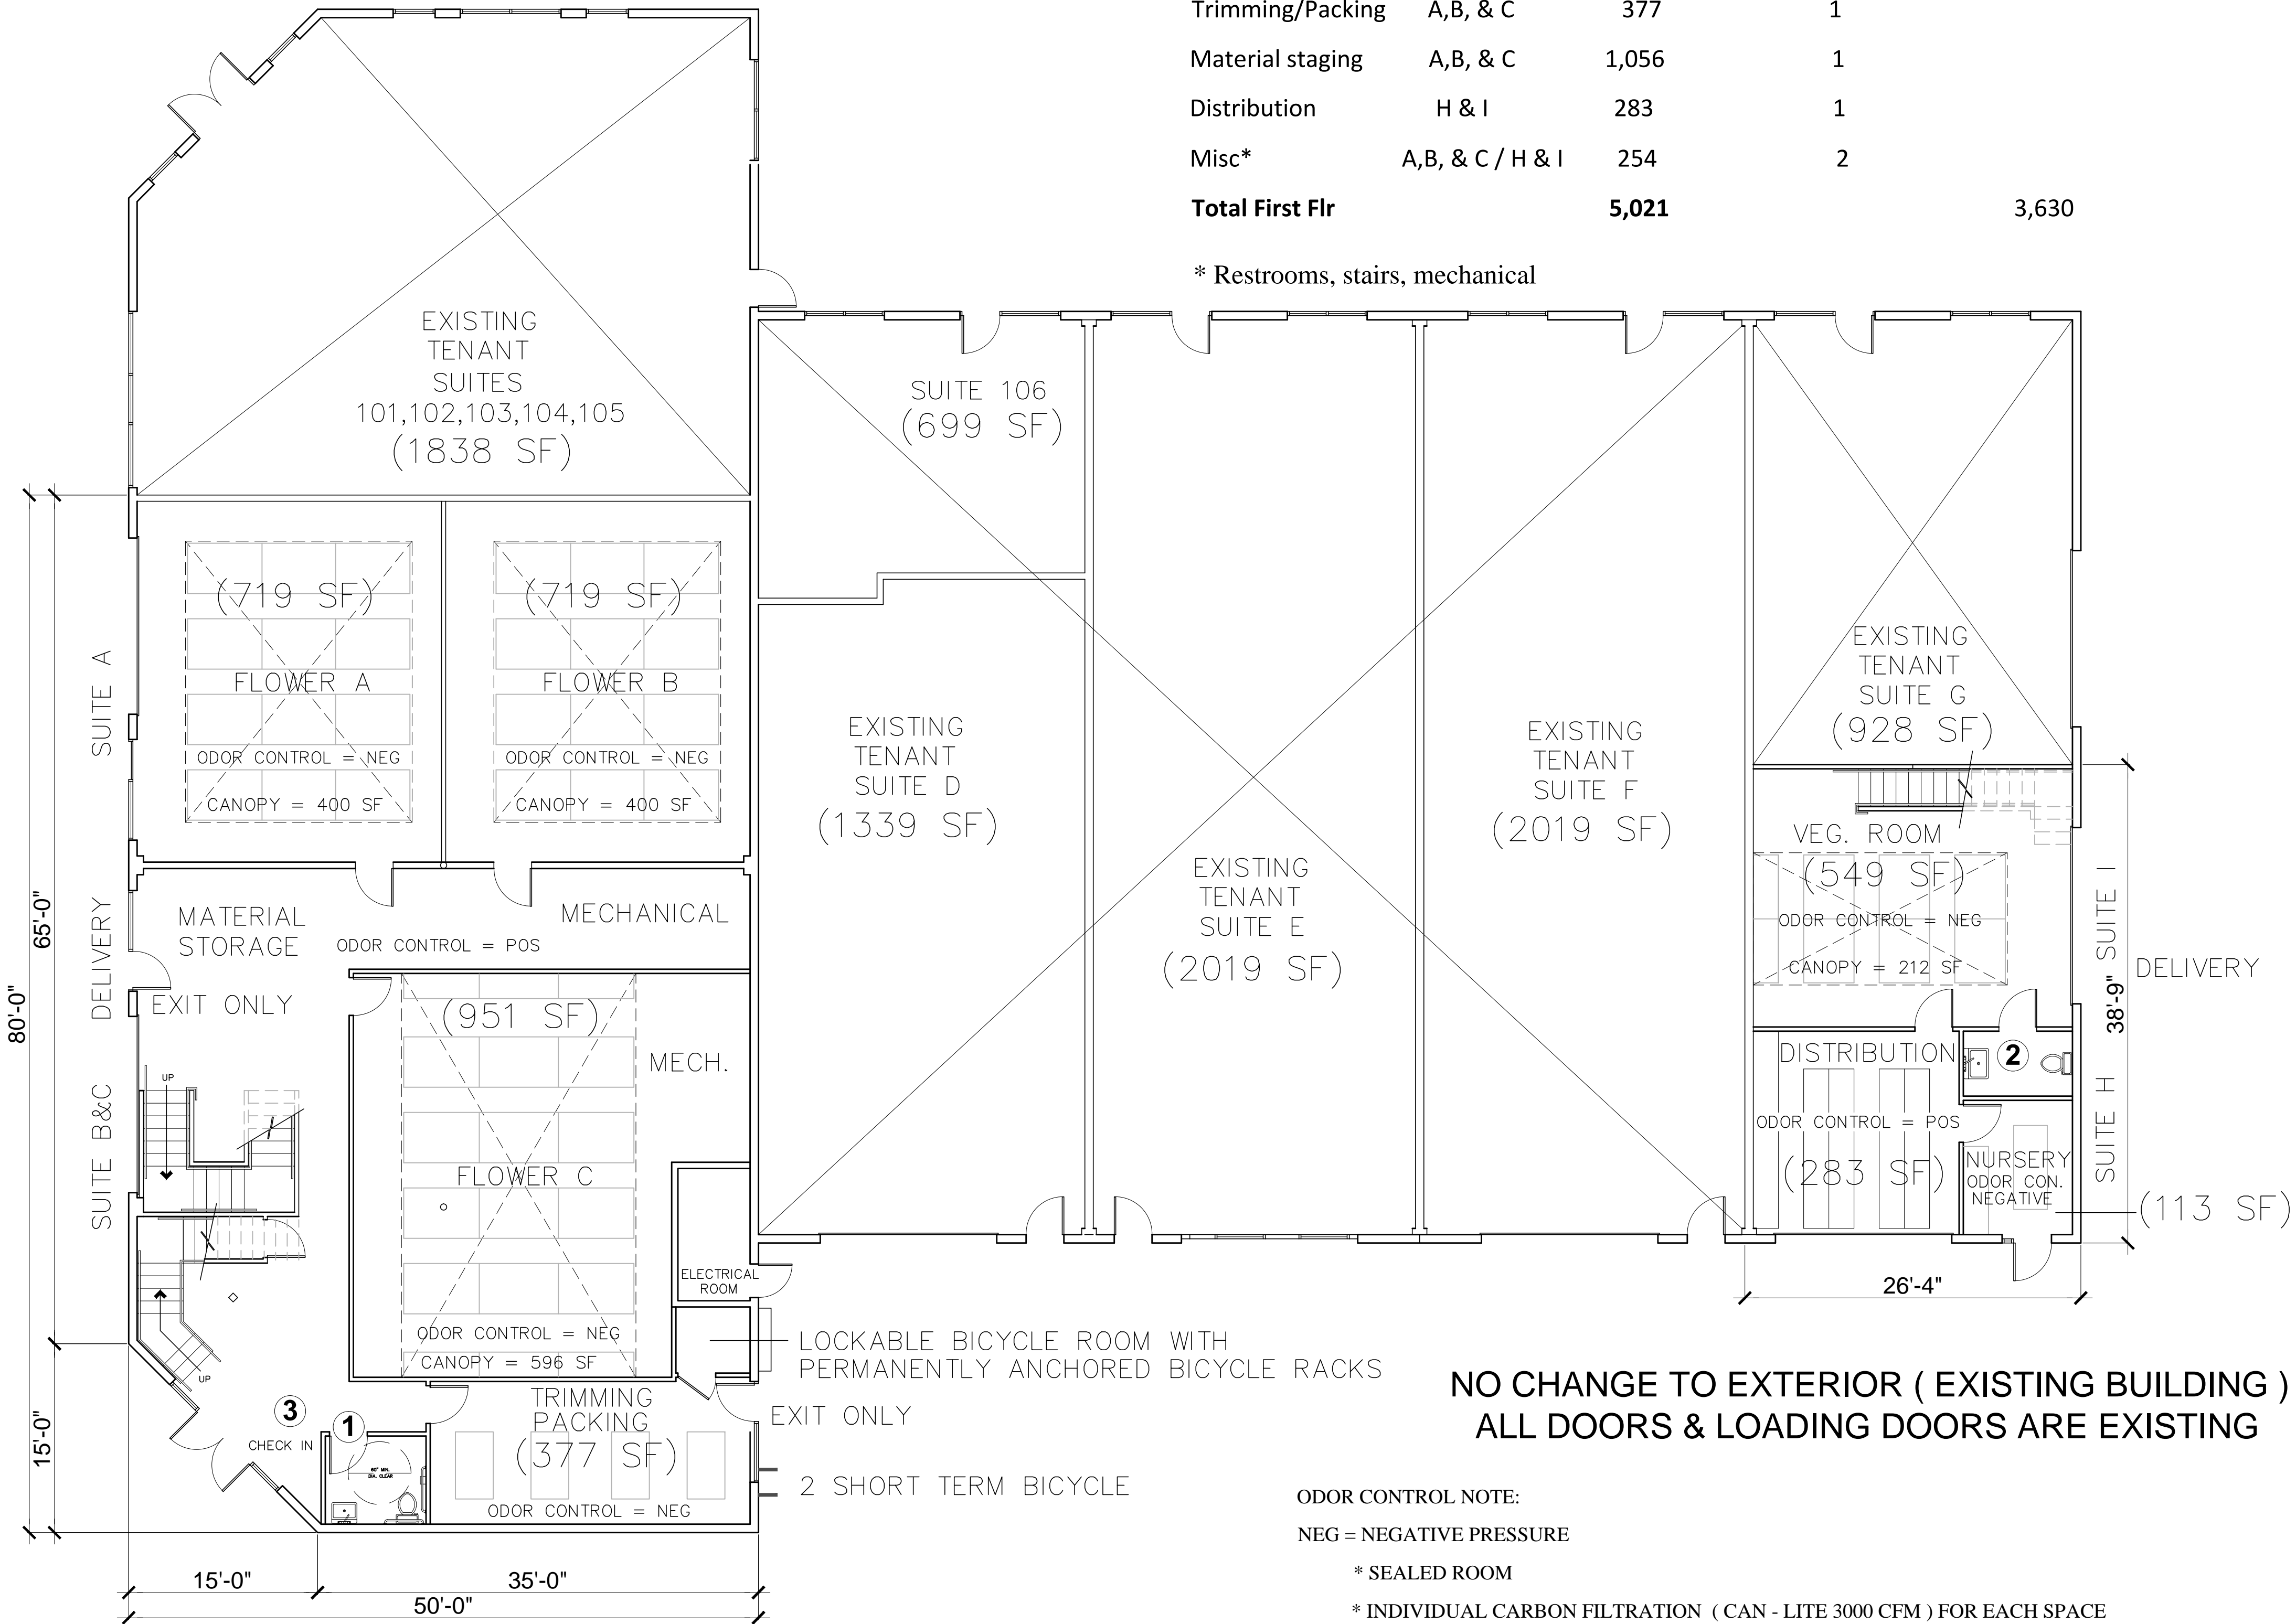 Trimming/Packing A,B, & C 377 1
Material staging A,B, & C 1,056 1
Distribution H & I 283 1
Misc* A,B, & C / H & I 254 2
Total First Flr 5,021 3,630
* Restrooms, stairs, mechanical
EXISTING
TENANT
SUITES
101,102,103,104,105
(1838 SF)
SUITE 106
(699 SF)
(719 SF)
FLOWER A
ODOR CONTROL = NEG
CANOPY = 400 SF
(719 SF)
FLOWER B
ODOR CONTROL = NEG
CANOPY = 400 SF
SUITE A
EXISTING
TENANT
SUITE D
(1339 SF)
EXISTING
TENANT
SUITE E
(2019 SF)
EXISTING
TENANT
SUITE F
(2019 SF)
EXISTING
TENANT
SUITE G
(928 SF)
VEG. ROOM
(549 SF)
ODOR CONTROL = NEG
CANOPY = 212 SF
SUITE I
38'-9"
DELIVERY
SUITE H
DISTRIBUTION
ODOR CONTROL = POS
(283 SF)
2
NURSERY
ODOR CON.
NEGATIVE
(113 SF)
26'-4"
80'-0"
65'-0"
15'-0"
DELIVERY
SUITE B&C
MATERIAL
STORAGE
MECHANICAL
ODOR CONTROL = POS
EXIT ONLY
UP
(951 SF)
MECH.
FLOWER C
ODOR CONTROL = NEG
CANOPY = 596 SF
ELECTRICAL
ROOM
UP
LOCKABLE BICYCLE ROOM WITH
PERMANENTLY ANCHORED BICYCLE RACKS
3
CHECK IN
1
60" MIN.
DIA. CLEAR
TRIMMING
PACKING
(377 SF)
ODOR CONTROL = NEG
EXIT ONLY
2 SHORT TERM BICYCLE
15'-0"
35'-0"
50'-0"
NO CHANGE TO EXTERIOR ( EXISTING BUILDING )
ALL DOORS & LOADING DOORS ARE EXISTING
ODOR CONTROL NOTE:
NEG = NEGATIVE PRESSURE
* SEALED ROOM
* INDIVIDUAL CARBON FILTRATION ( CAN - LITE 3000 CFM ) FOR EACH SPACE